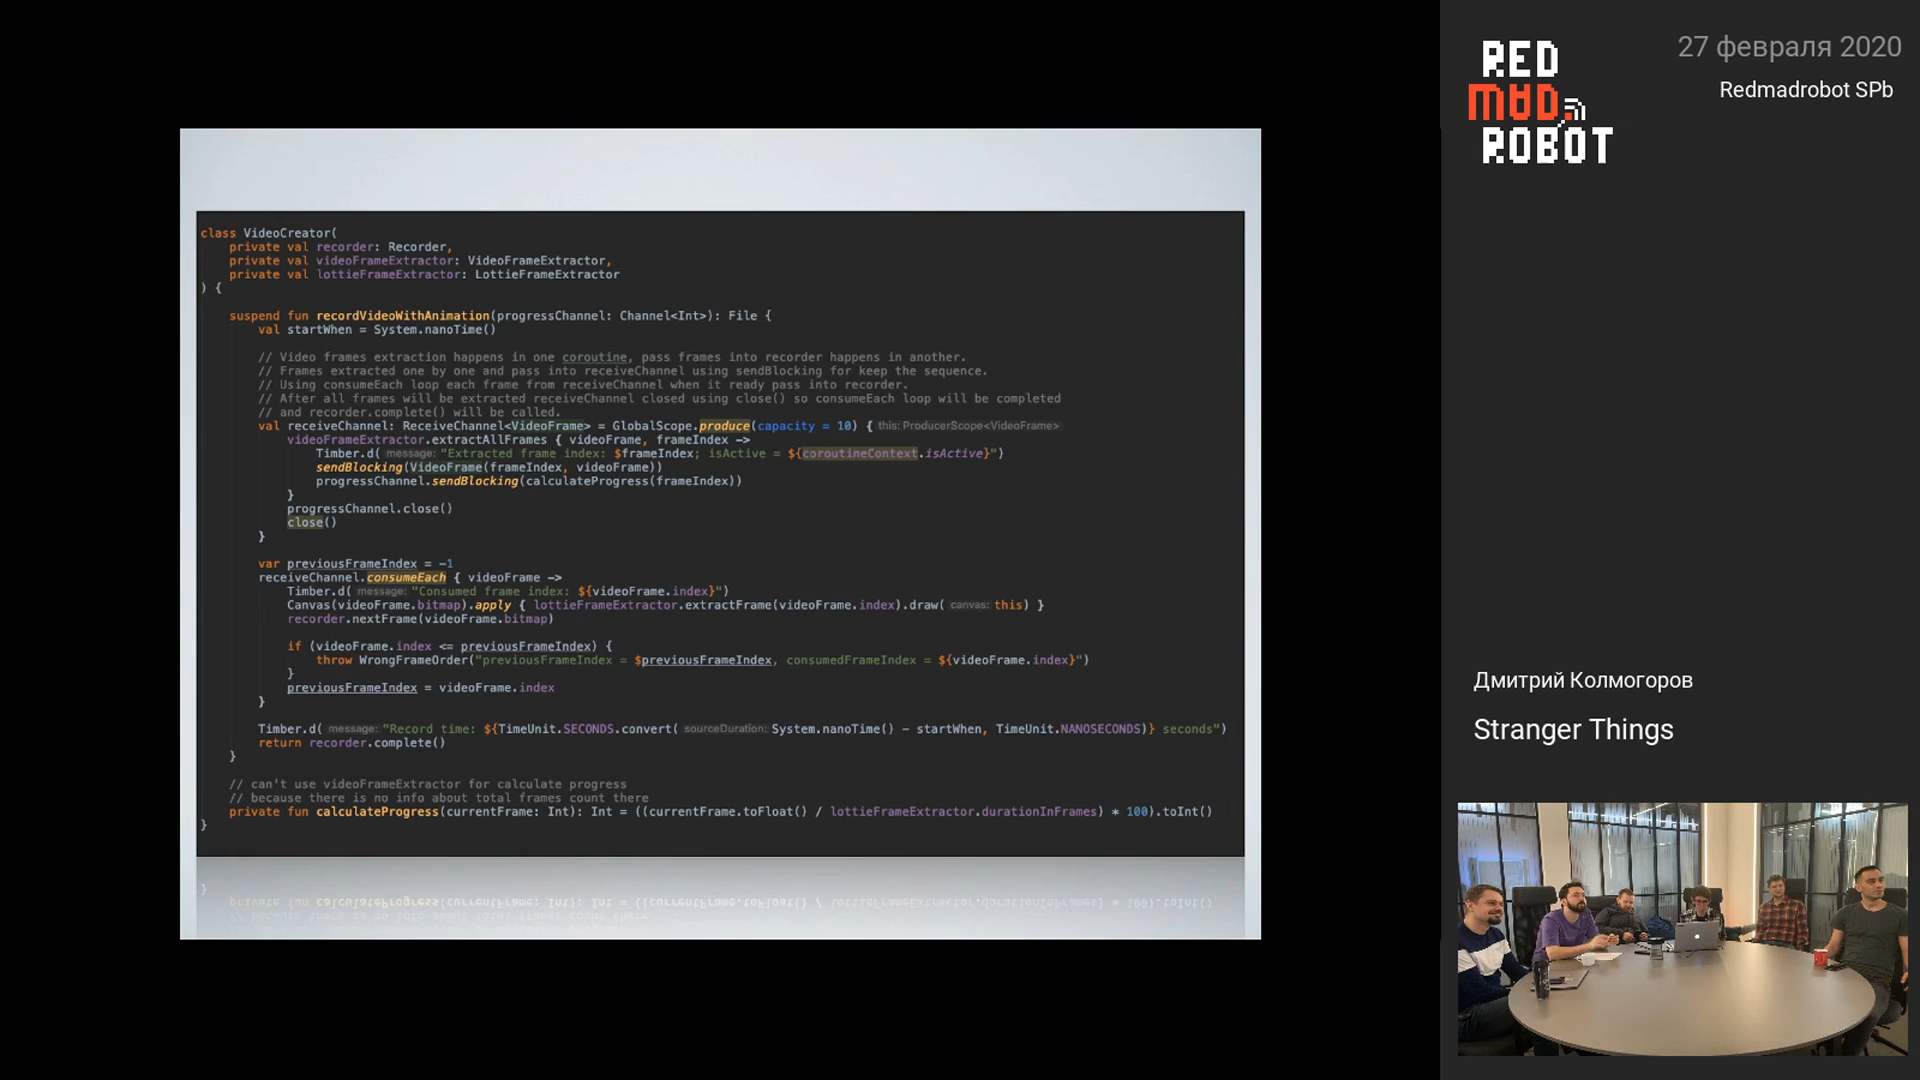 class VideoCreator(
private val recorder: Recorder,
private val videoFrameExtractor: VideoFrameExtractor,
private val lottieFrameExtractor: LottieFrameExtractor
) {
suspend fun recordVideoWithAnimation(progressChannel: Channel<Int>): File {
val startWhen = System.nanoTime()
// Video frames extraction happens in one coroutine, pass frames into recorder happens in another.
// Frames extracted one by one and pass into receiveChannel using sendBlocking for keep the sequence.
// Using consumeEach loop each frame from receiveChannel when it ready pass into recorder.
// After all frames will be extracted receiveChannel closed using close() so consumeEach loop will be completed
// and recorder.complete() will be called.
val receiveChannel: ReceiveChannel<VideoFrame> = GlobalScope.produce(capacity = 10) { this: ProducerScope<VideoFrame>
videoFrameExtractor.extractAllFrames { videoFrame, frameIndex ->
Timber.d( message: "Extracted frame index: $frameIndex; isActive = ${coroutineContext.isActive}")
sendBlocking(VideoFrame(frameIndex, videoFrame))
progressChannel.sendBlocking(calculateProgress(frameIndex))
}
progressChannel.close()
close()
}
var previousFrameIndex = -1
receiveChannel.consumeEach { videoFrame ->
Timber.d( message: "Consumed frame index: ${videoFrame.index}")
Canvas(videoFrame.bitmap).apply { lottieFrameExtractor.extractFrame(videoFrame.index).draw( canvas: this) }
recorder.nextFrame(videoFrame.bitmap)
if (videoFrame.index <= previousFrameIndex) {
throw WrongFrameOrder("previousFrameIndex = $previousFrameIndex, consumedFrameIndex = ${videoFrame.index}")
}
previousFrameIndex = videoFrame.index
}
Timber.d( message: "Record time: ${TimeUnit.SECONDS.convert( sourceDuration: System.nanoTime() - startWhen, TimeUnit.NANOSECONDS)} seconds")
return recorder.complete()
}
// can't use videoFrameExtractor for calculate progress
// because there is no info about total frames count there
private fun calculateProgress(currentFrame: Int): Int = ((currentFrame.toFloat() / lottieFrameExtractor.durationInFrames) * 100).toInt()
}
RED
MAD
ROBOT
27 февраля 2020
Redmadrobot SPb
Дмитрий Колмогоров
Stranger Things